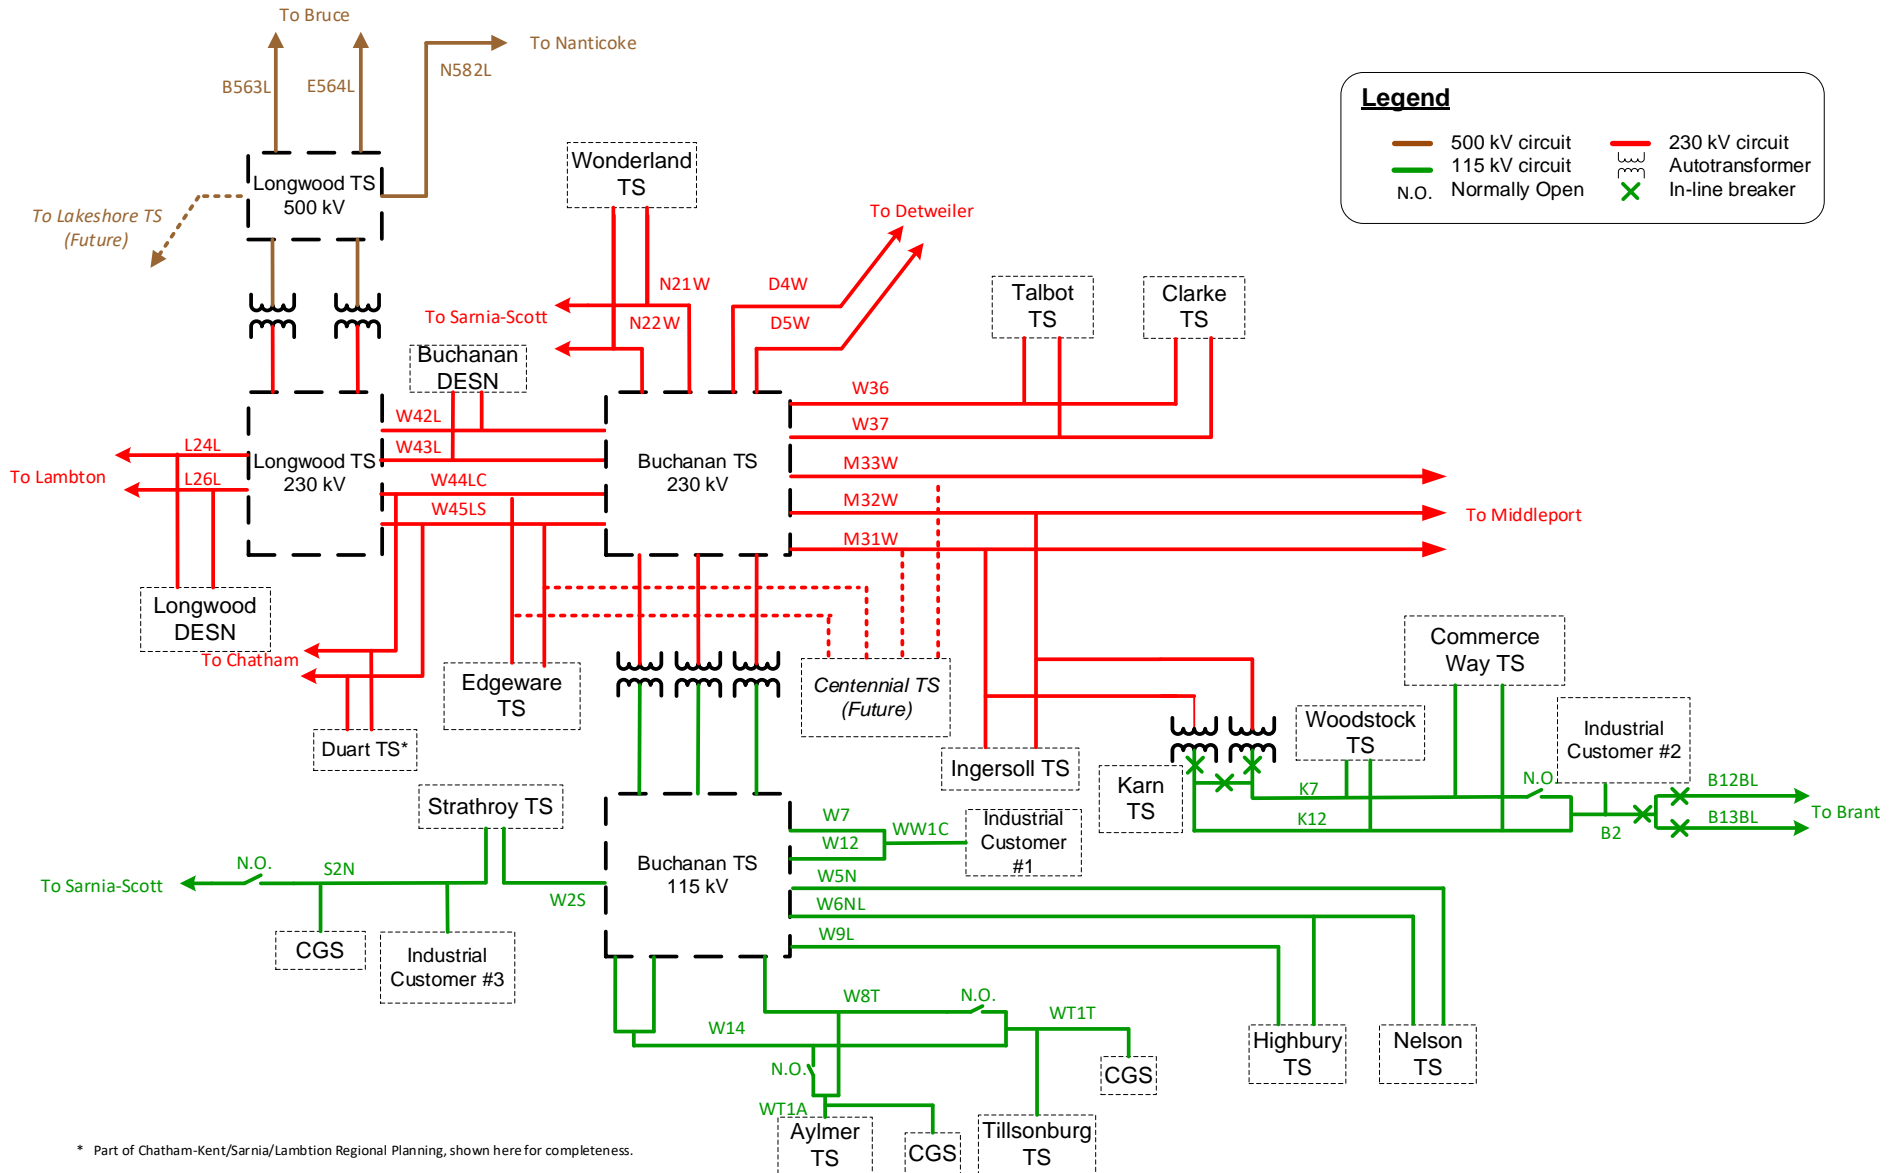 To Bruce
To Nanticoke
N582L
B563L
E564L
Legend
500 kV circuit
230 kV circuit
115 kV circuit
Autotransformer
N.O.
Normally Open
In-line breaker
Longwood TS
500 kV
To Lakeshore TS
(Future)
Wonderland
TS
To Detweiler
N21W
D4W
To Sarnia-Scott
N22W
D5W
Talbot
TS
Clarke
TS
Buchanan
DESN
W42L
W43L
W44LC
W45LS
W36
W37
M33W
M32W
M31W
To Middleport
L24L
L26L
To Lambton
Longwood TS
230 kV
Buchanan TS
230 kV
Longwood
DESN
To Chatham
Edgeware
TS
Centennial TS
(Future)
Duart TS*
Ingersoll TS
Commerce
Way TS
Woodstock
TS
Industrial
Customer #2
Karn
TS
K7
N.O.
K12
B2
B12BL
B13BL
To Brant
Strathroy TS
W7
W12
WW1C
Industrial
Customer
#1
N.O.
S2N
To Sarnia-Scott
W2S
Buchanan TS
115 kV
W5N
W6NL
W9L
CGS
Industrial
Customer #3
W8T
N.O.
WT1T
W14
N.O.
CGS
Highbury
TS
Nelson
TS
WT1A
Aylmer
TS
CGS
Tillsonburg
TS
* Part of Chatham-Kent/Sarnia/Lambtion Regional Planning, shown here for completeness.